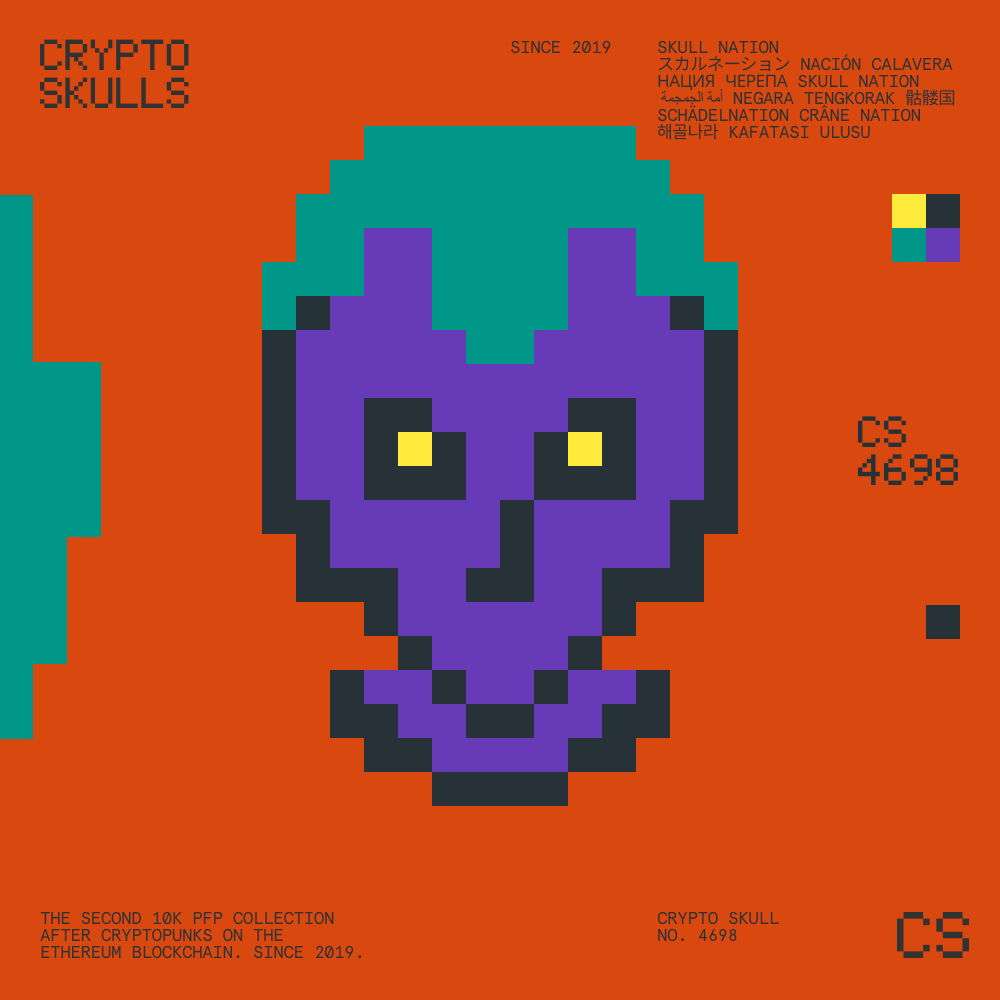 CRYPTO
SKULLS
SINCE 2019
SKULL NATION
スカルネーション NACIÓN CALAVERA
НАЦИЯ ЧЕРЕПА SKULL NATION
أمة الجمجمة NEGARA TENGKORAK 骷髅国
SCHÄDELNATION CRÂNE NATION
해골나라 KAFATASI ULUSU
CS
4698
THE SECOND 10K PFP COLLECTION
AFTER CRYPTOPUNKS ON THE
ETHEREUM BLOCKCHAIN. SINCE 2019.
CRYPTO SKULL
NO. 4698
CS